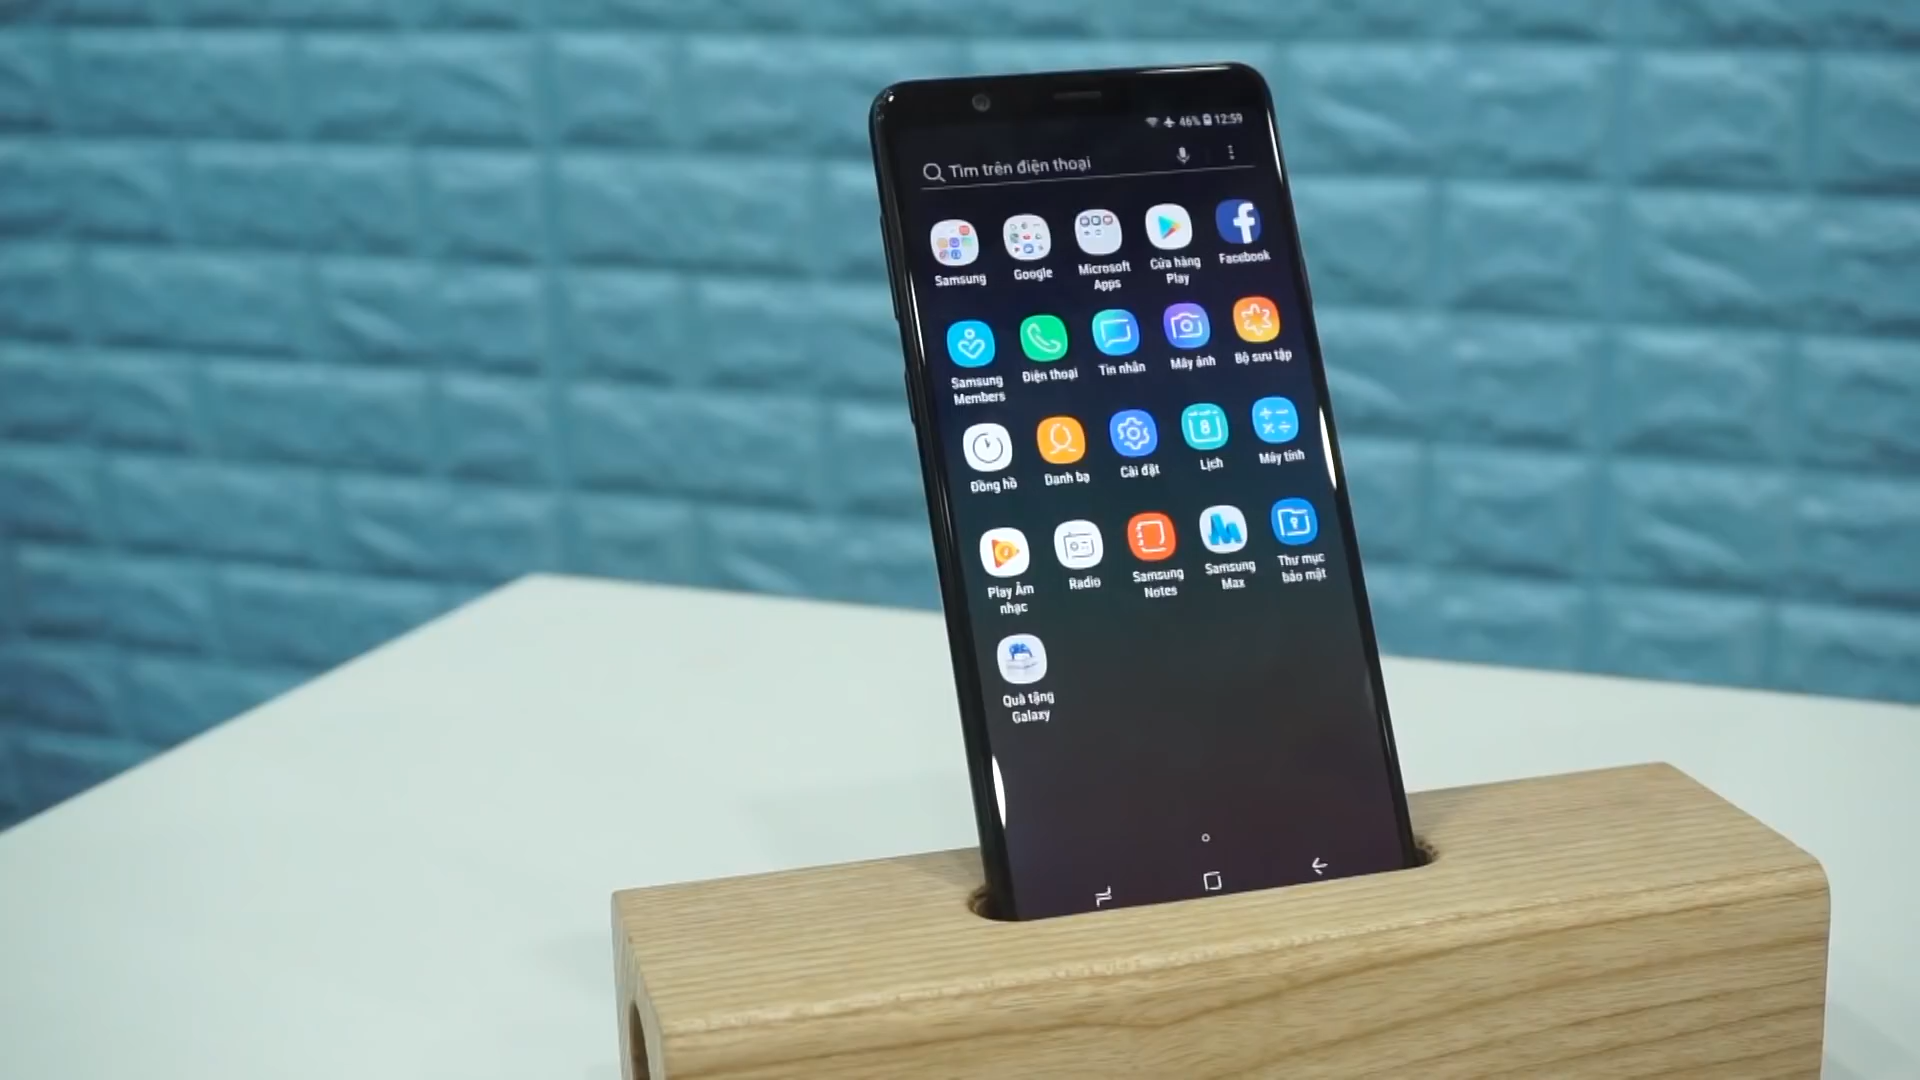 46% 12:59
Tìm trên điện thoại
Samsung
Google
Microsoft
Apps
Cửa hàng
Play
Facebook
Samsung
Members
Điện thoại
Tin nhắn
Máy ảnh
Bộ sưu tập
8
Đồng hồ
Danh bạ
Cài đặt
Lịch
Máy tính
Play Âm
nhạc
Radio
Samsung
Notes
Samsung
Max
Thư mục
bảo mật
Quà tặng
Galaxy